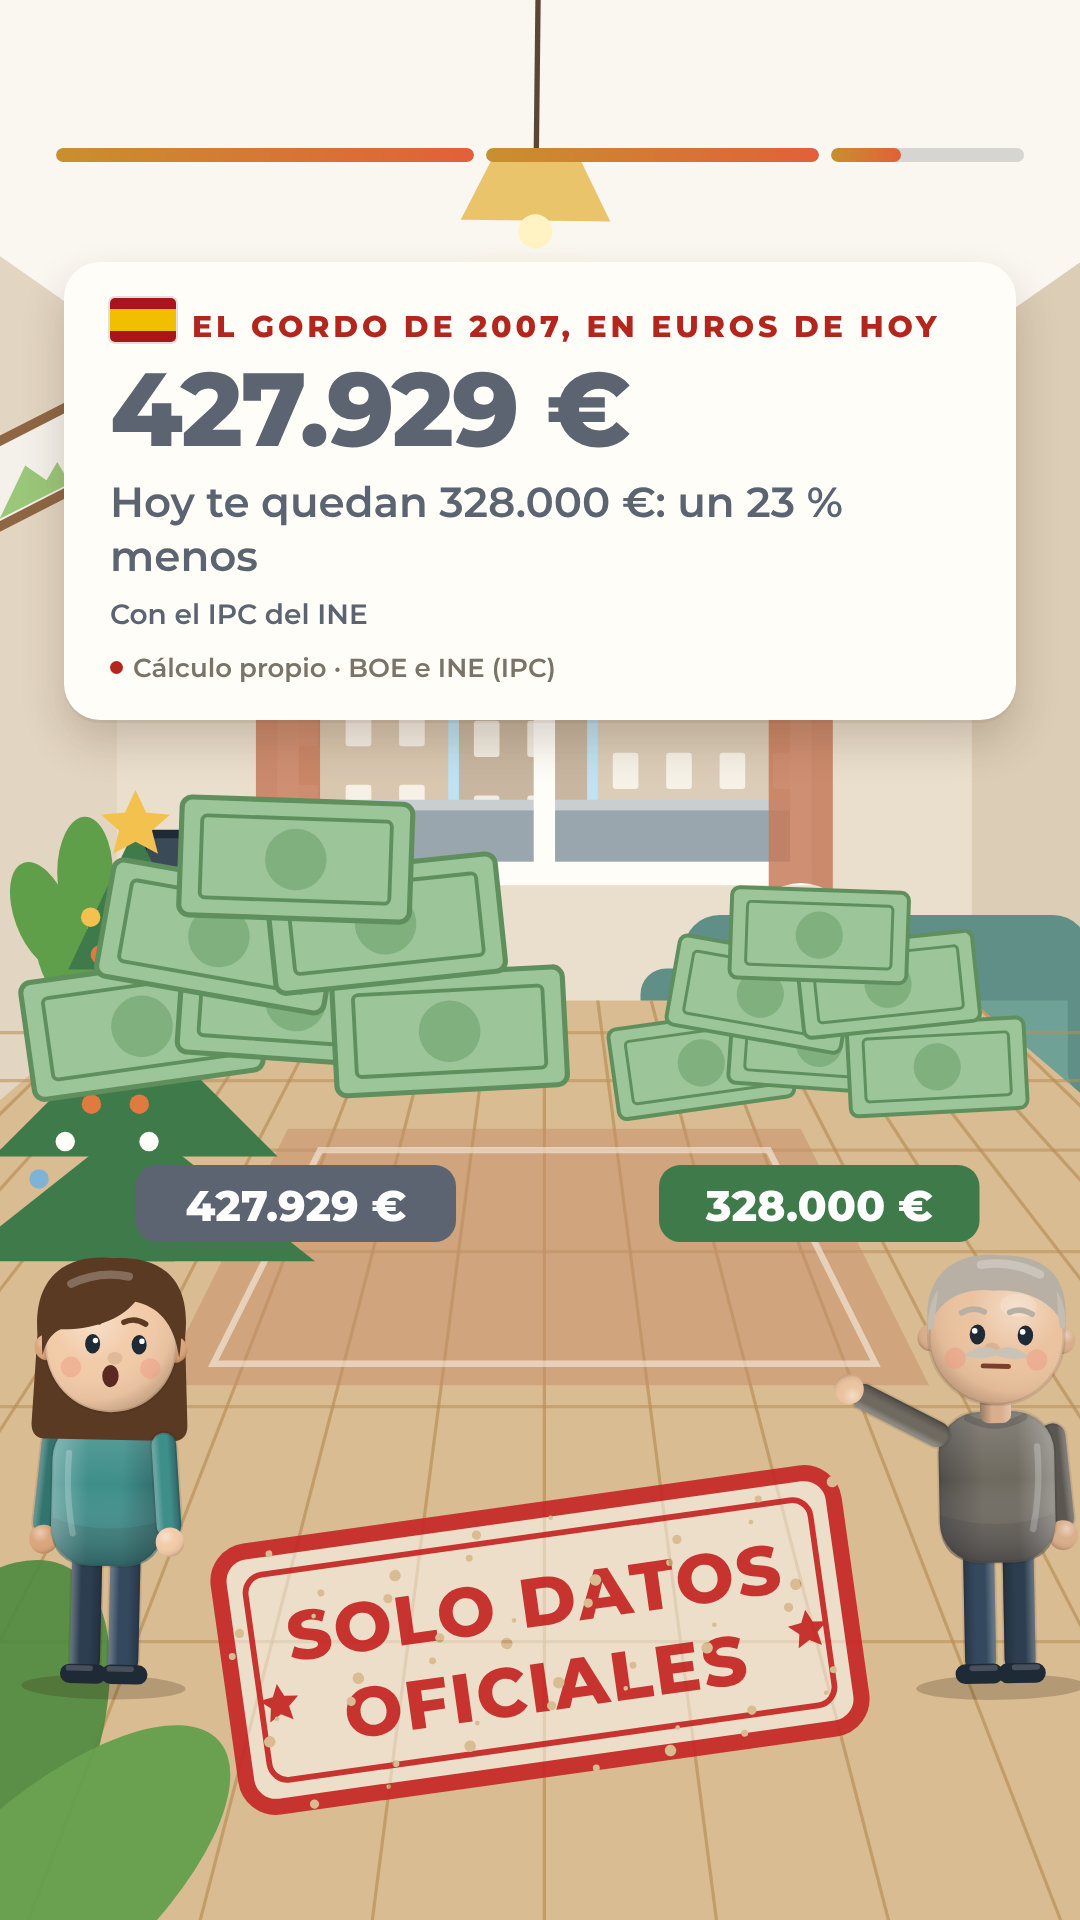 EL GORDO DE 2007, EN EUROS DE HOY
427.929 €
Hoy te quedan 328.000 €: un 23 %
menos
Con el IPC del INE
Cálculo propio · BOE e INE (IPC)
427.929 €
328.000 €
SOLO DATOS
OFICIALES